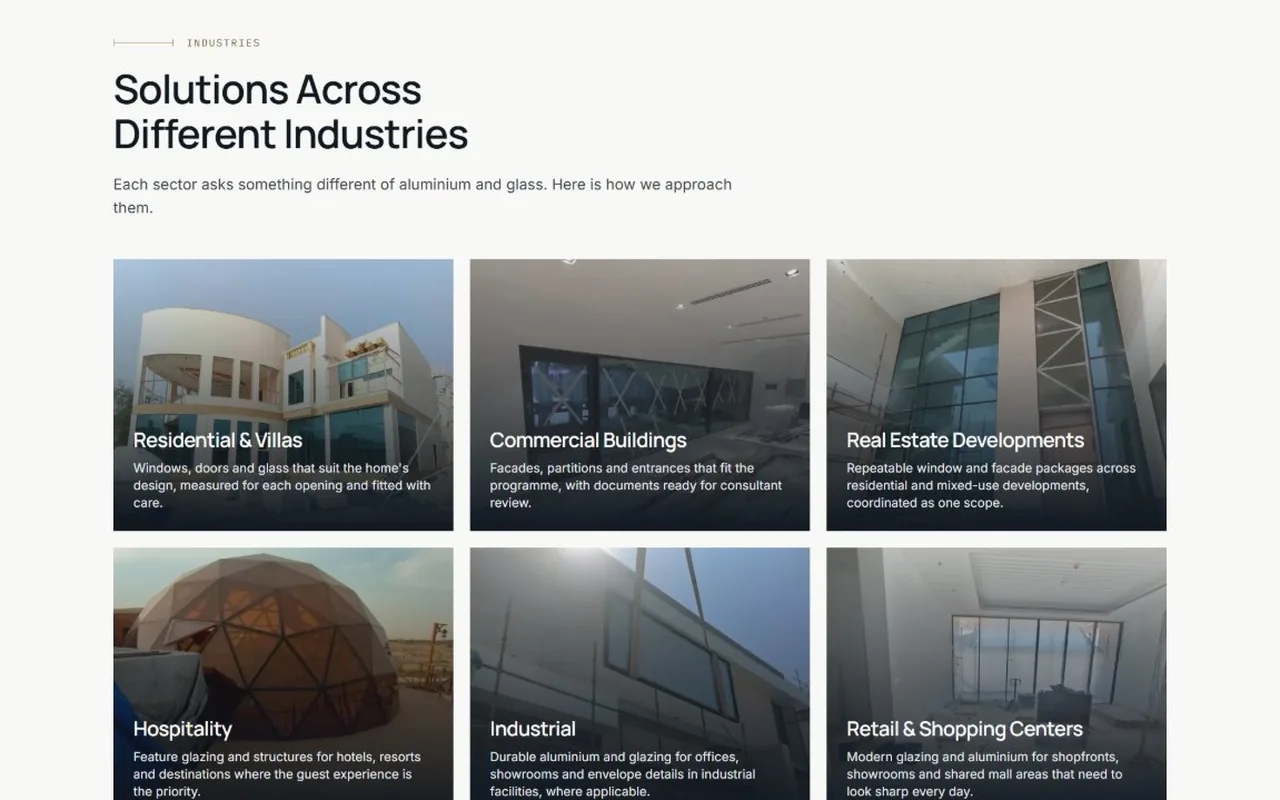 INDUSTRIES
Solutions Across
Different Industries
Each sector asks something different of aluminium and glass. Here is how we approach
them.
Residential & Villas
Windows, doors and glass that suit the home's
design, measured for each opening and fitted with
care.
Commercial Buildings
Facades, partitions and entrances that fit the
programme, with documents ready for consultant
review.
Real Estate Developments
Repeatable window and facade packages across
residential and mixed-use developments,
coordinated as one scope.
Hospitality
Feature glazing and structures for hotels, resorts
and destinations where the guest experience is
the priority.
Industrial
Durable aluminium and glazing for offices,
showrooms and envelope details in industrial
facilities, where applicable.
Retail & Shopping Centers
Modern glazing and aluminium for shopfronts,
showrooms and shared mall areas that need to
look sharp every day.